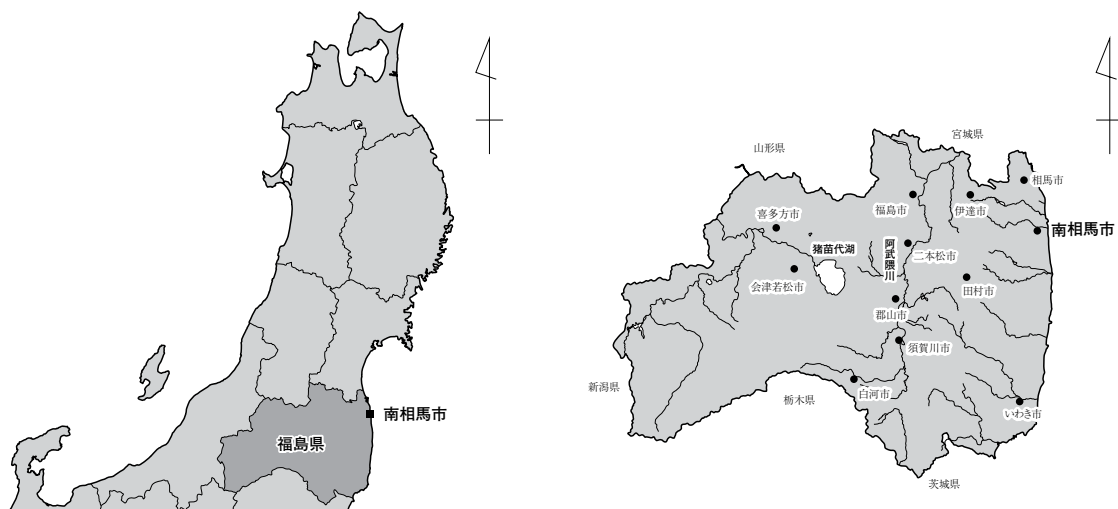 南相馬市
福島県
宮城県
山形県
相馬市
福島市
伊達市
喜多方市
南相馬市
猪苗代湖
阿武隈川
二本松市
会津若松市
田村市
郡山市
須賀川市
新潟県
白河市
栃木県
いわき市
茨城県